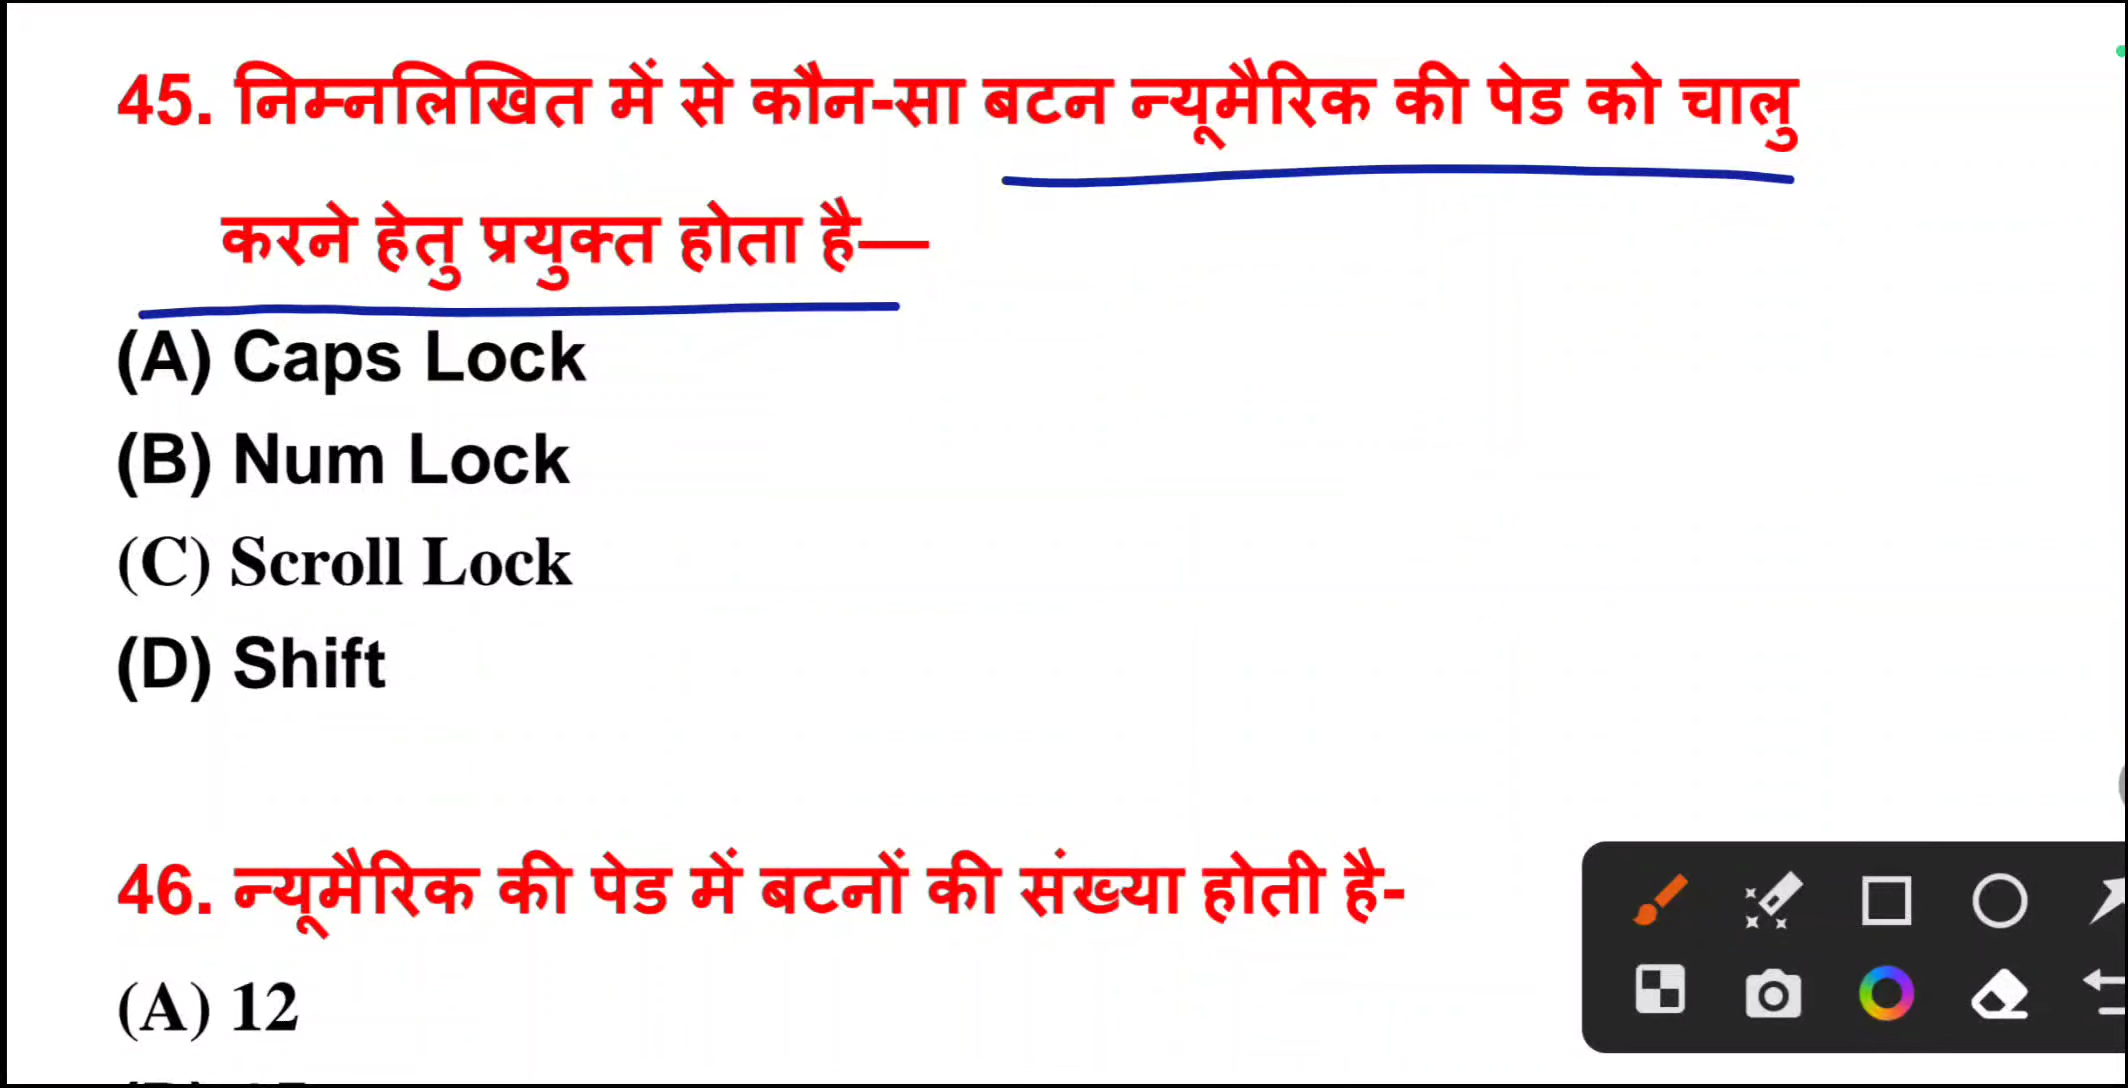 45. निम्नलिखित में से कौन-सा बटन न्यूमैरिक की पेड को चालु
करने हेतु प्रयुक्त होता है—
(A) Caps Lock
(B) Num Lock
(C) Scroll Lock
(D) Shift
46. न्यूमैरिक की पेड में बटनों की संख्या होती है-
(A) 12